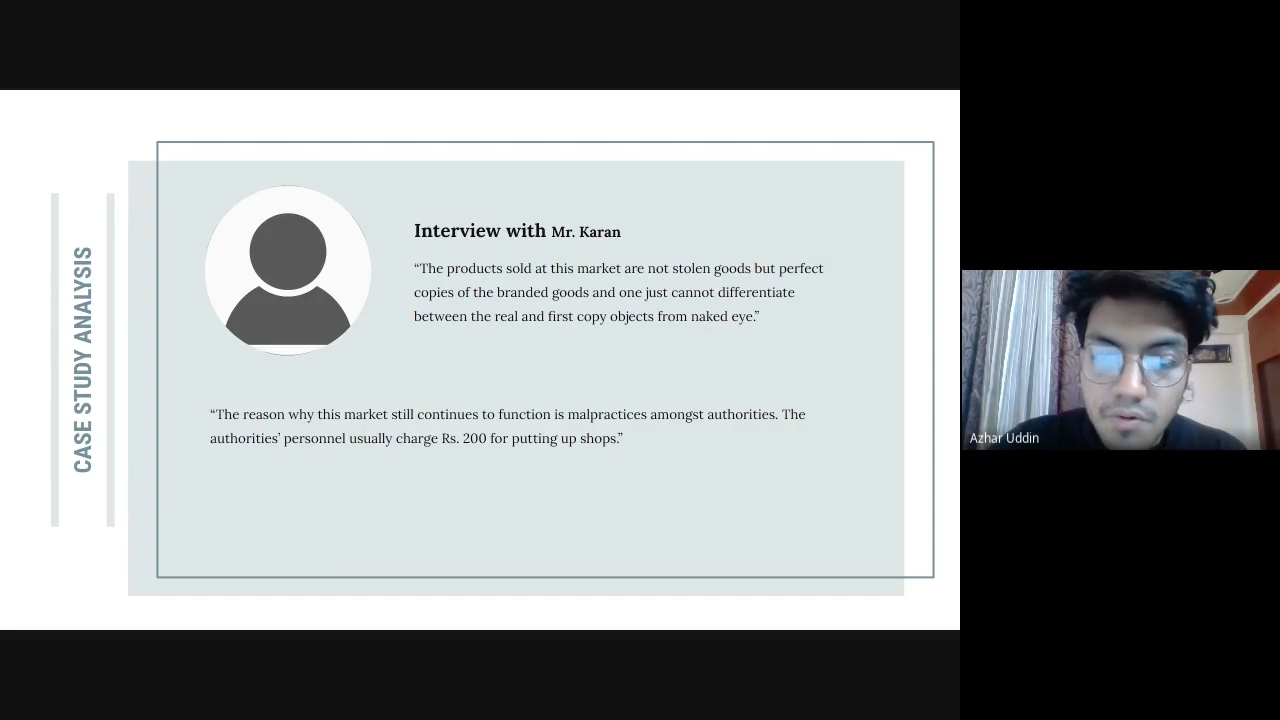 CASE STUDY ANALYSIS
Interview with Mr. Karan
“The products sold at this market are not stolen goods but perfect
copies of the branded goods and one just cannot differentiate
between the real and first copy objects from naked eye.”
“The reason why this market still continues to function is malpractices amongst authorities. The
authorities’ personnel usually charge Rs. 200 for putting up shops.”
Azhar Uddin